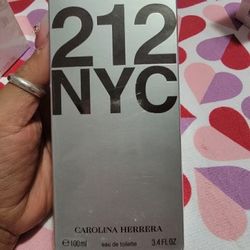 212
NYC
CAROLINA HERRERA
℮ 100ml eau de toilette 3.4 FL.OZ